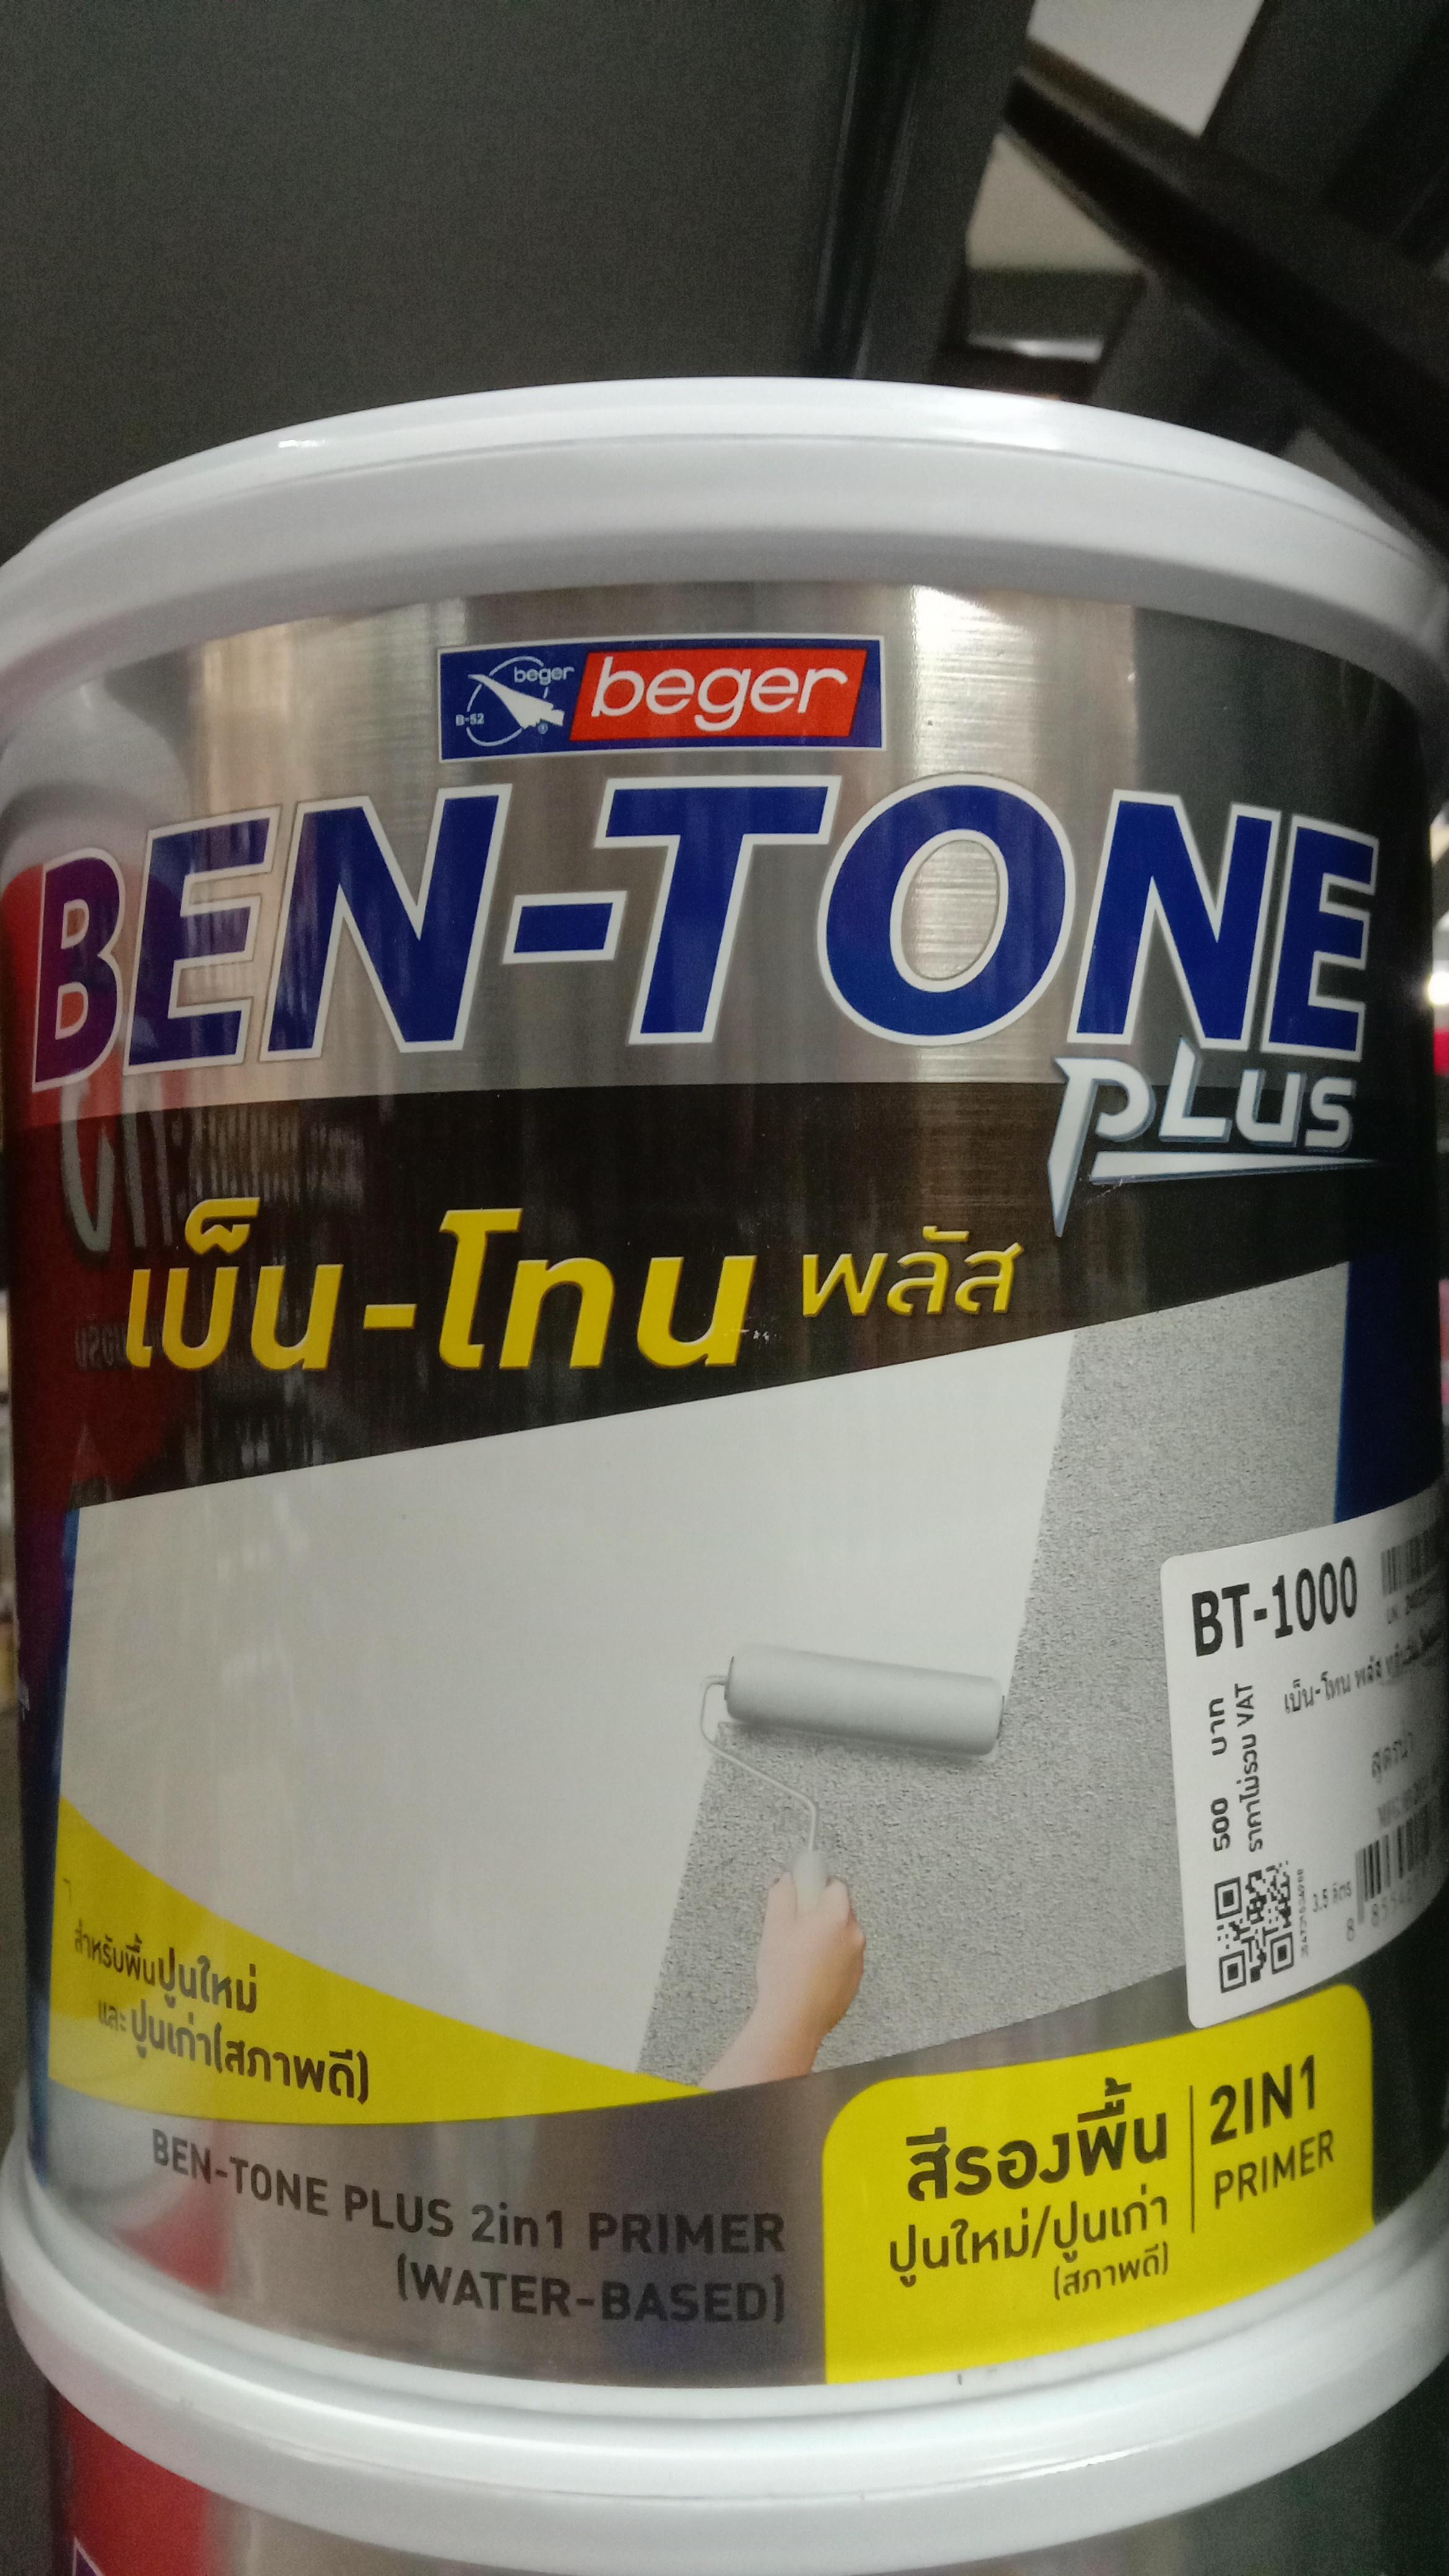 beger
B-52
beger
BEN-TONE
PLUS
เบ็น-โทน พลัส
BT-1000
เบ็น-โทน พลัส
500 บาท
ราคาไม่รวม VAT
3.5 ลิตร
สำหรับพื้นปูนใหม่
และปูนเก่า(สภาพดี)
BEN-TONE PLUS 2in1 PRIMER
(WATER-BASED)
สีรองพื้น
ปูนใหม่/ปูนเก่า
(สภาพดี)
2IN1
PRIMER